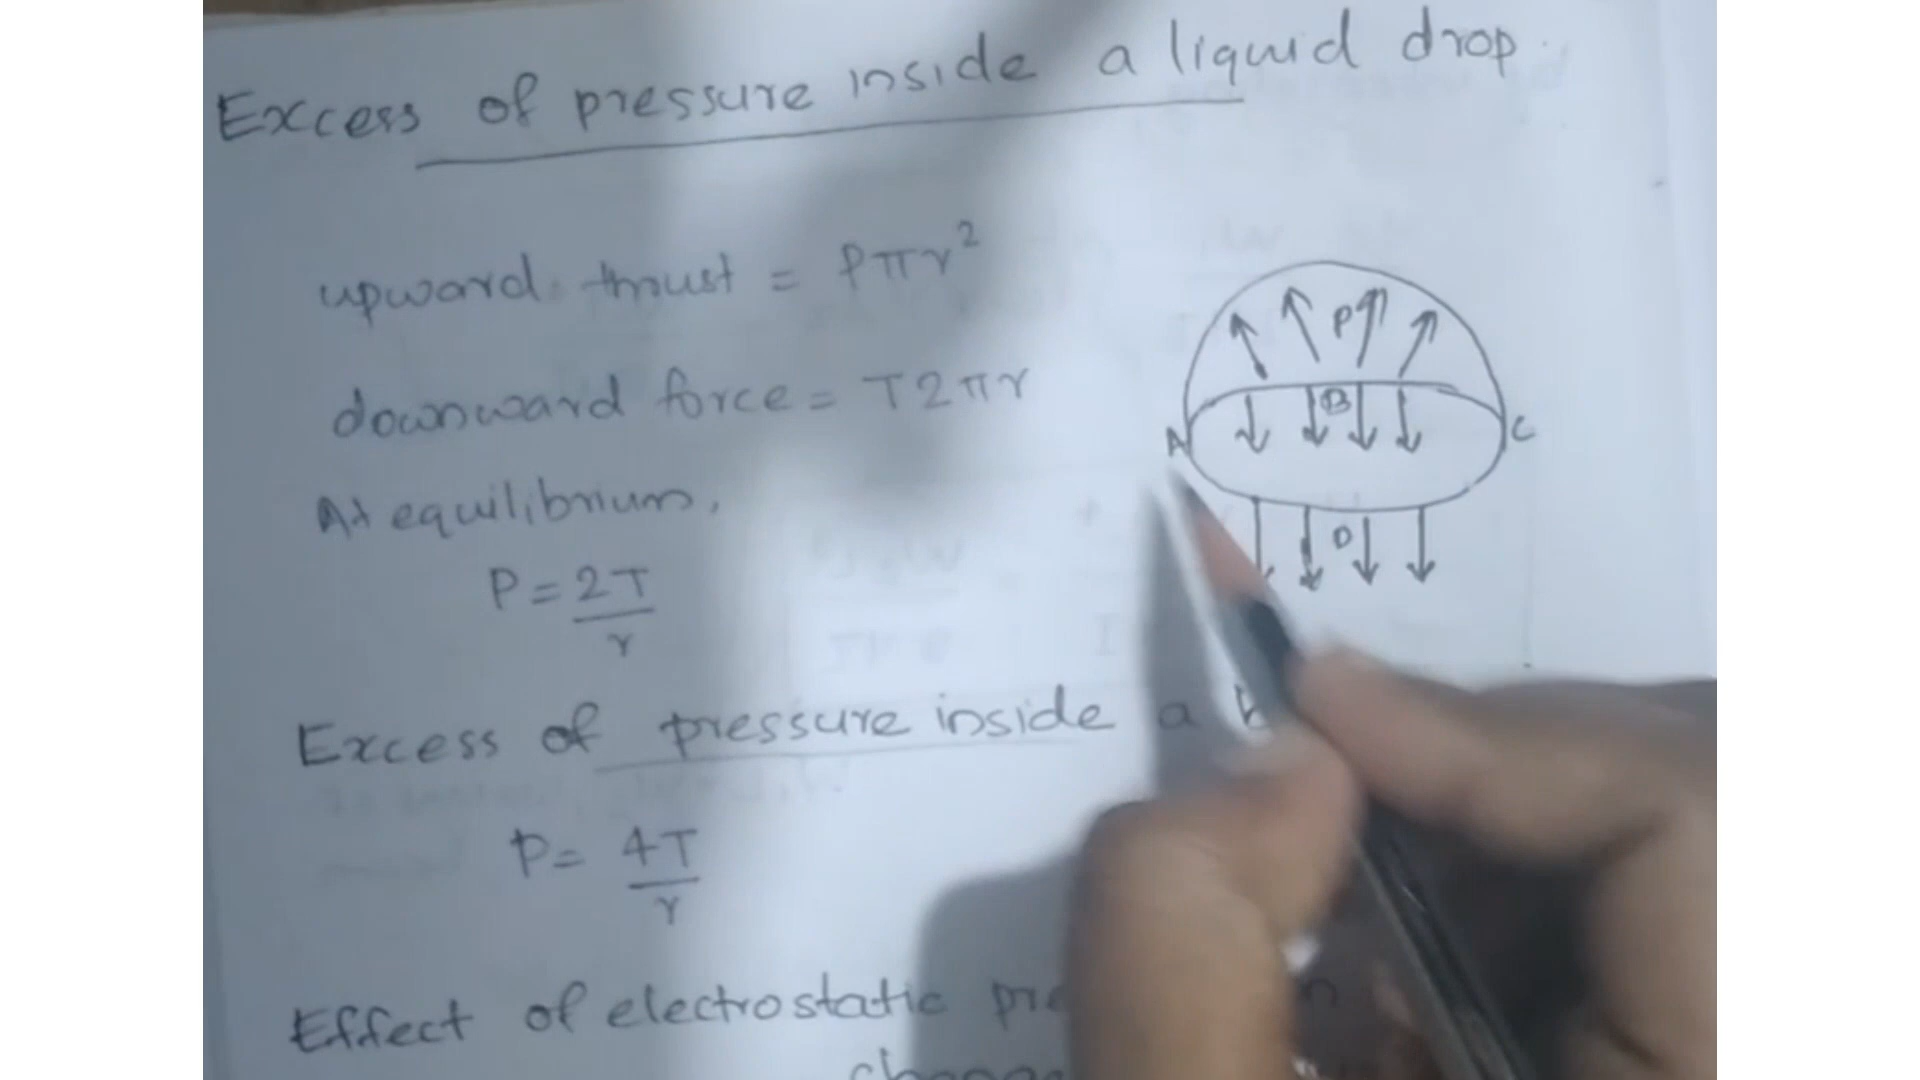 Excess of pressure inside a liquid drop
upward thrust = Pπr²
downward force = T2πr
P
B
A
C
D
At equilibrium,
P = 2T/r
Excess of pressure inside a
P = 4T/r
Effect of electrostatic